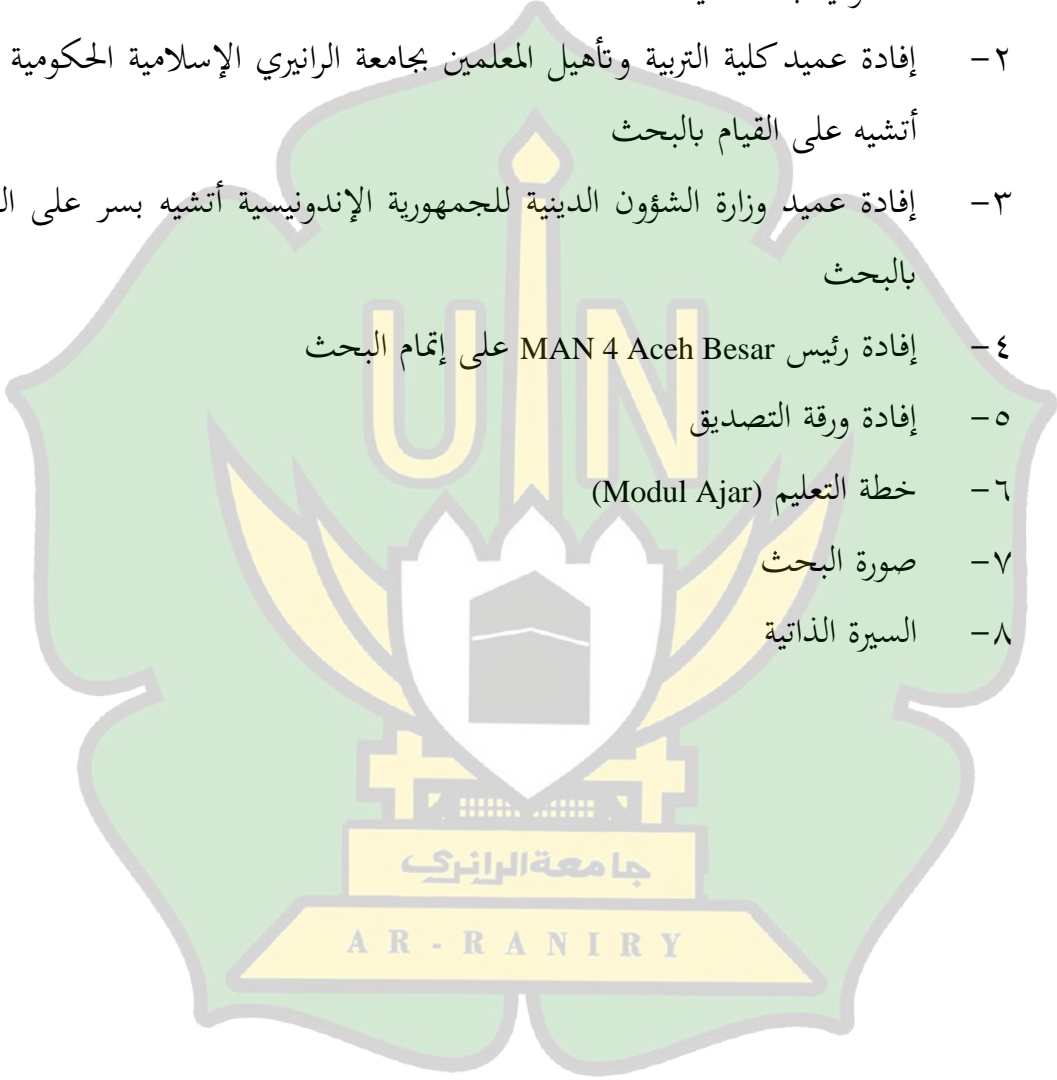 ٢- إفادة عميد كلية التربية وتأهيل المعلمين بجامعة الرانيري الإسلامية الحكومية
أتشيه على القيام بالبحث
٣- إفادة عميد وزارة الشؤون الدينية للجمهورية الإندونيسية أتشيه بسر على
بالبحث
٤- إفادة رئيس MAN 4 Aceh Besar على إتمام البحث
٥- إفادة ورقة التصديق
٦- خطة التعليم (Modul Ajar)
٧- صورة البحث
٨- السيرة الذاتية
UIN
جامعة الرانري
AR-RANIRY